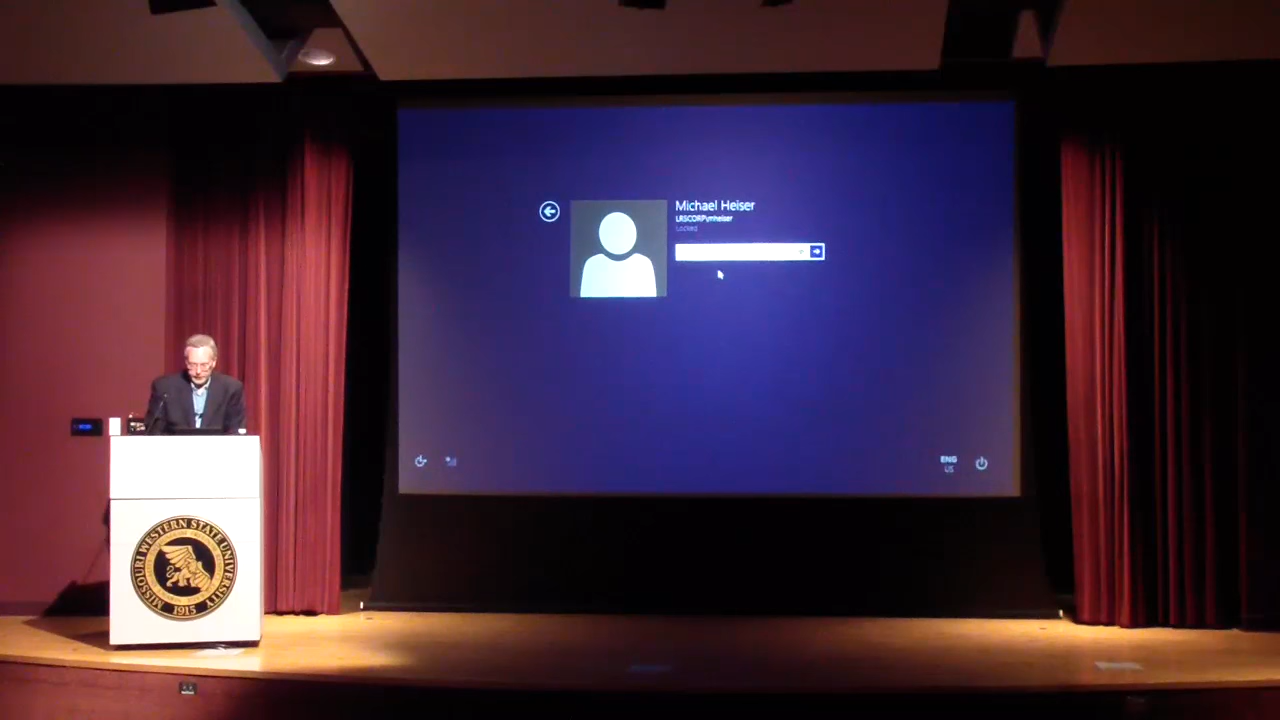 Michael Heiser
LRSCORP\mheiser
Locked
ENG
US
MISSOURI WESTERN STATE UNIVERSITY
1915